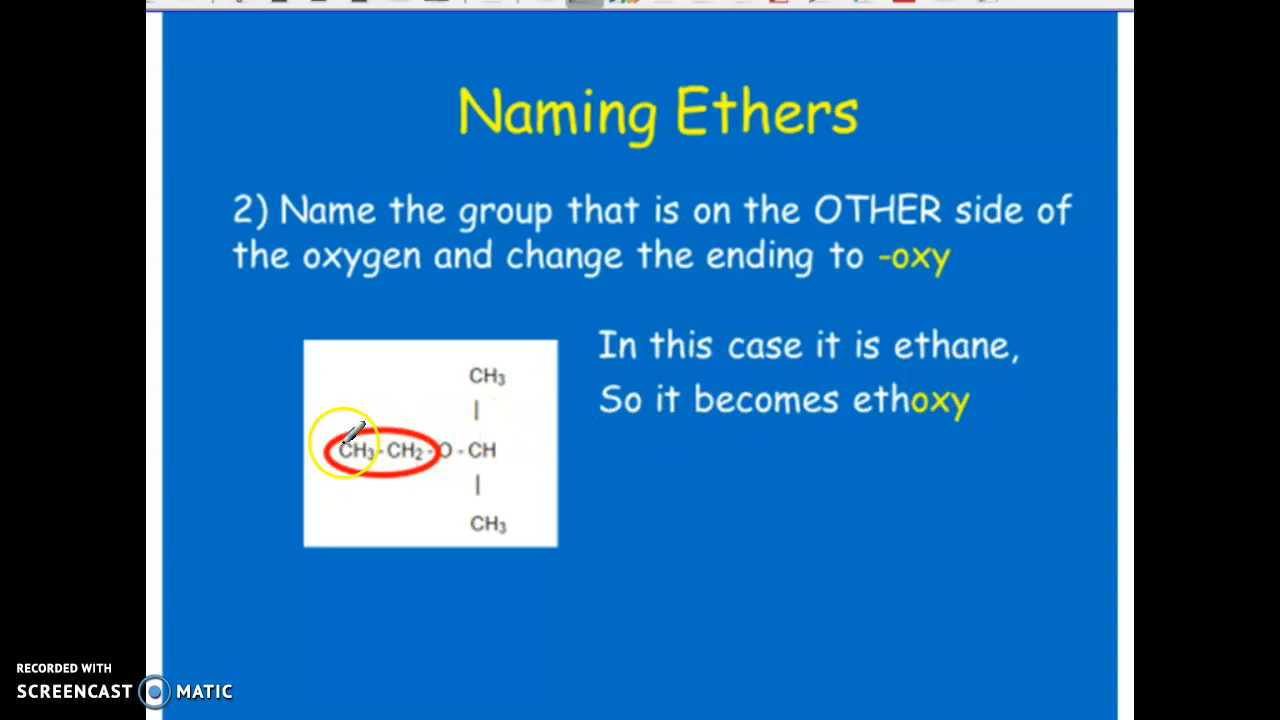 Naming Ethers
2) Name the group that is on the OTHER side of
the oxygen and change the ending to -oxy
In this case it is ethane,
So it becomes ethoxy
CH₃
|
CH₃ - CH₂ - O - CH
|
CH₃
RECORDED WITH
SCREENCAST MATIC